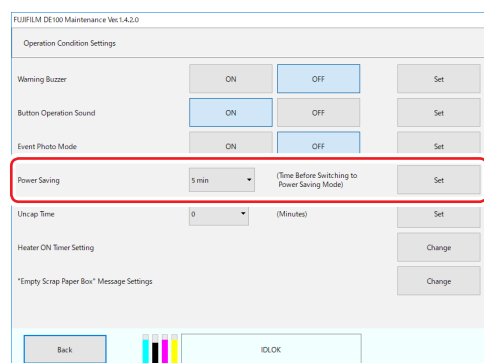 FUJIFILM DE100 Maintenance Ver.1.4.2.0
Operation Condition Settings
Warning Buzzer ON OFF Set
Button Operation Sound ON OFF Set
Event Photo Mode ON OFF Set
Power Saving 5 min (Time Before Switching to Power Saving Mode) Set
Uncap Time 0 (Minutes) Set
Heater ON Timer Setting Change
"Empty Scrap Paper Box" Message Settings Change
Back IDLOK